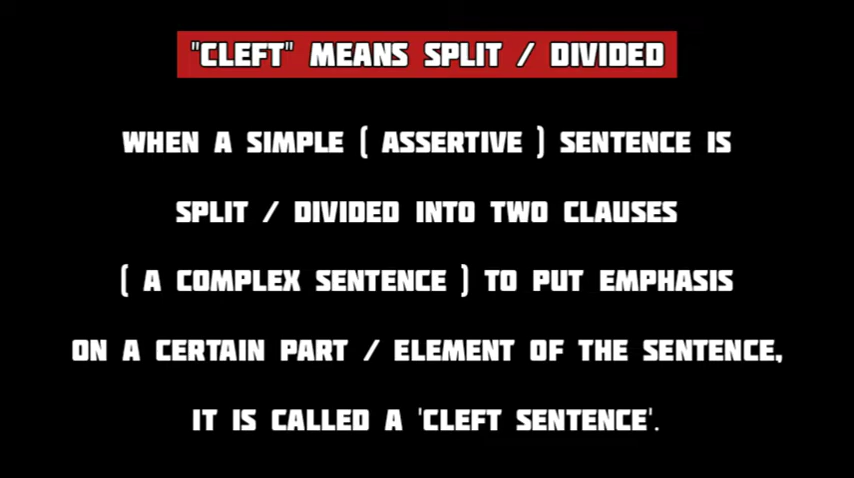 "CLEFT" MEANS SPLIT / DIVIDED
WHEN A SIMPLE ( ASSERTIVE ) SENTENCE IS
SPLIT / DIVIDED INTO TWO CLAUSES
( A COMPLEX SENTENCE ) TO PUT EMPHASIS
ON A CERTAIN PART / ELEMENT OF THE SENTENCE,
IT IS CALLED A 'CLEFT SENTENCE'.